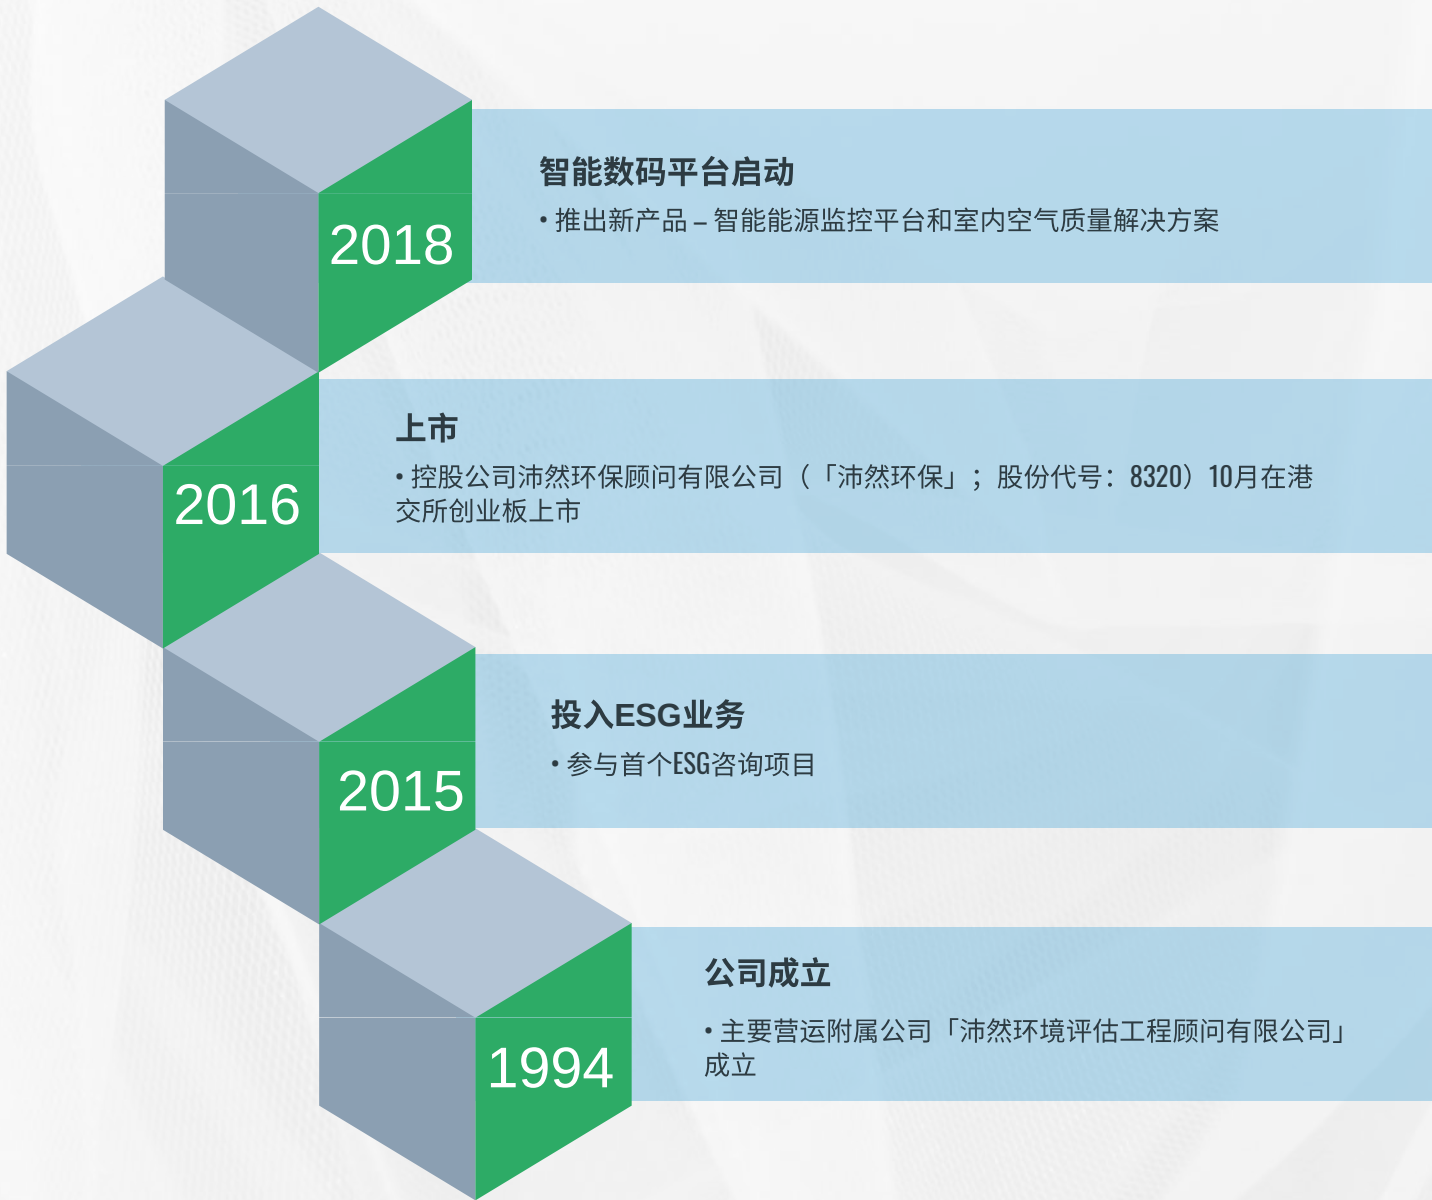 2018
智能数码平台启动
• 推出新产品 – 智能能源监控平台和室内空气质量解决方案
2016
上市
• 控股公司沛然环保顾问有限公司（「沛然环保」；股份代号：8320）10月在港
交所创业板上市
2015
投入ESG业务
• 参与首个ESG咨询项目
1994
公司成立
• 主要营运附属公司「沛然环境评估工程顾问有限公司」
成立